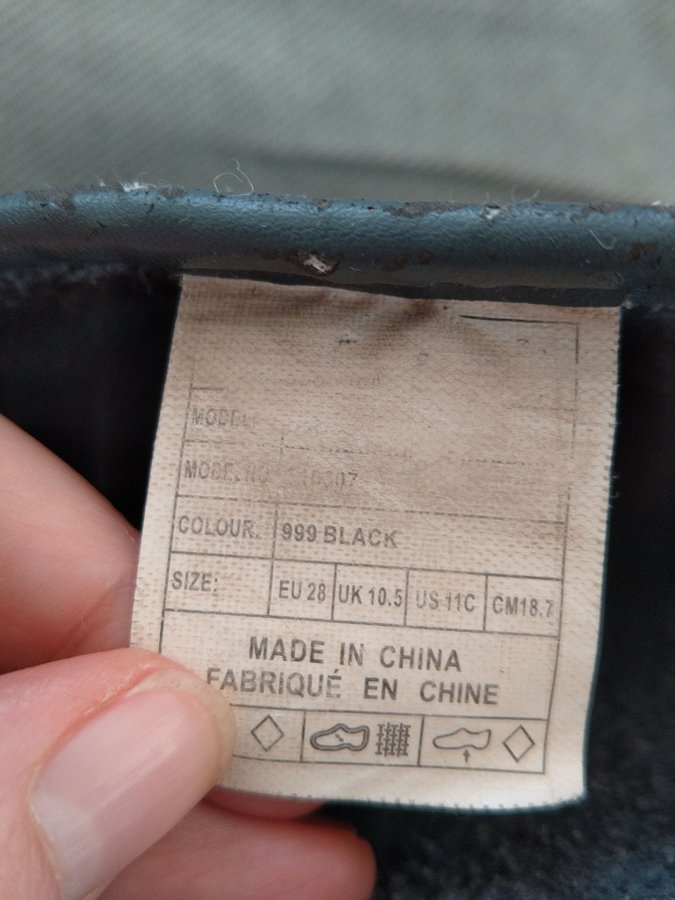 MODEL
MODEL NO
COLOUR: 999 BLACK
SIZE: EU 28 UK 10.5 US 11C CM18.7
MADE IN CHINA
FABRIQUÉ EN CHINE